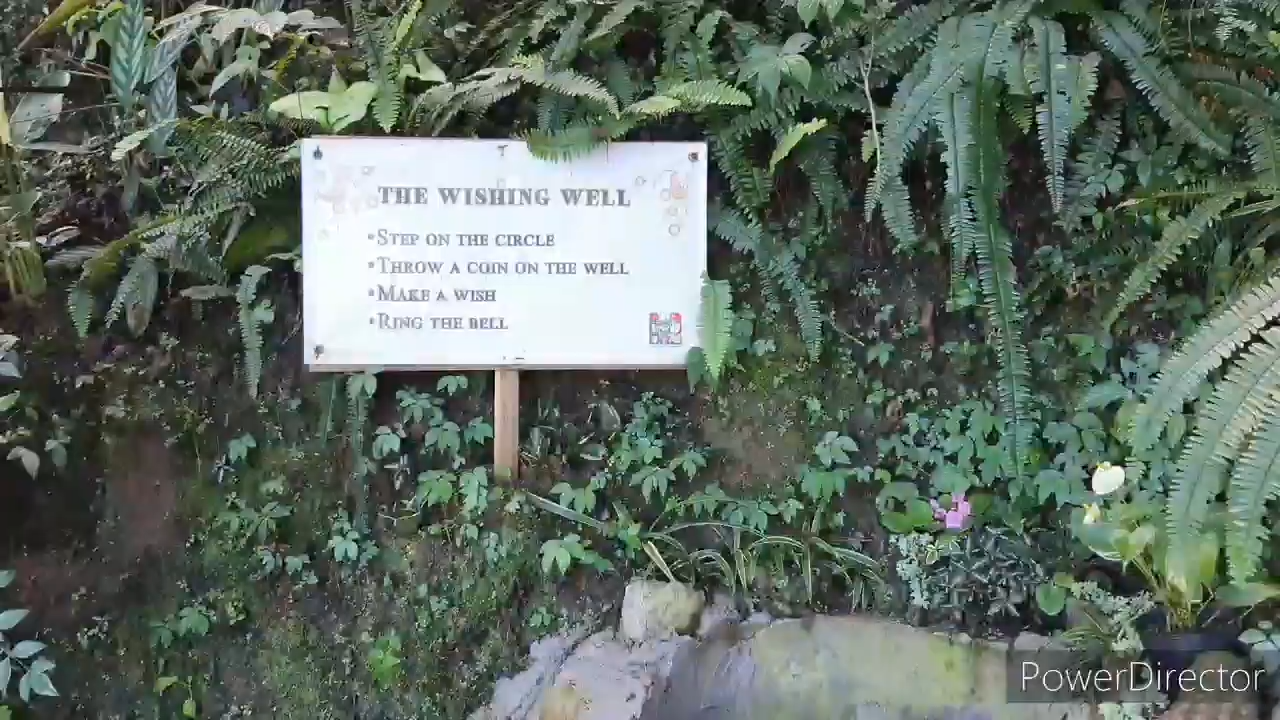 THE WISHING WELL
•STEP ON THE CIRCLE
•THROW A COIN ON THE WELL
•MAKE A WISH
•RING THE BELL
PowerDirector